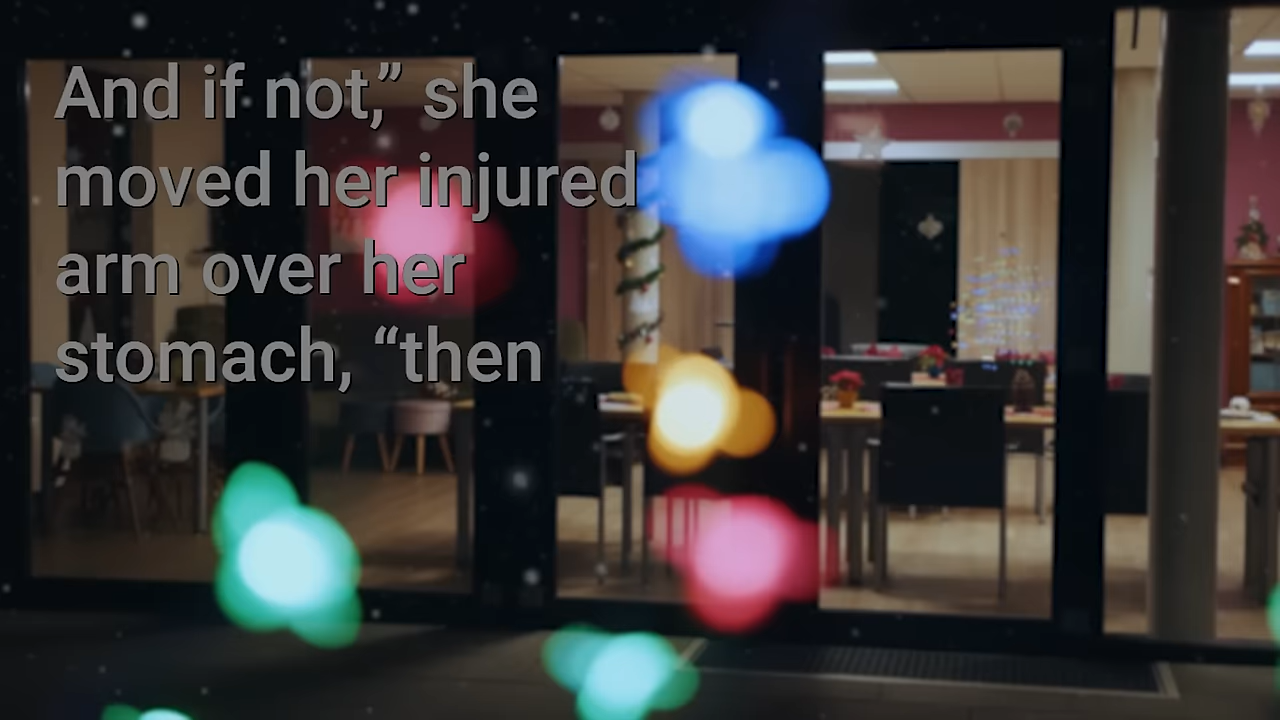 And if not,” she
moved her injured
arm over her
stomach, “then